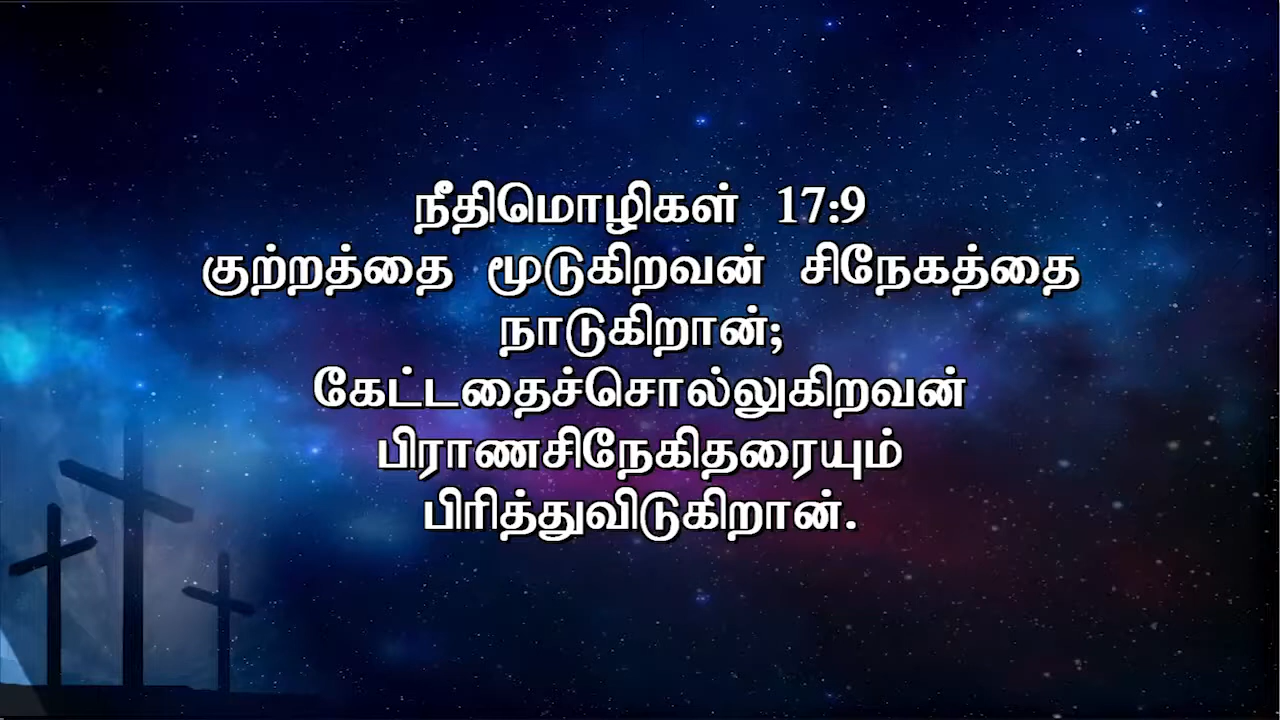 நீதிமொழிகள் 17:9
குற்றத்தை மூடுகிறவன் சிநேகத்தை
நாடுகிறான்;
கேட்டதைச்சொல்லுகிறவன்
பிராணசிநேகிதரையும்
பிரித்துவிடுகிறான்.